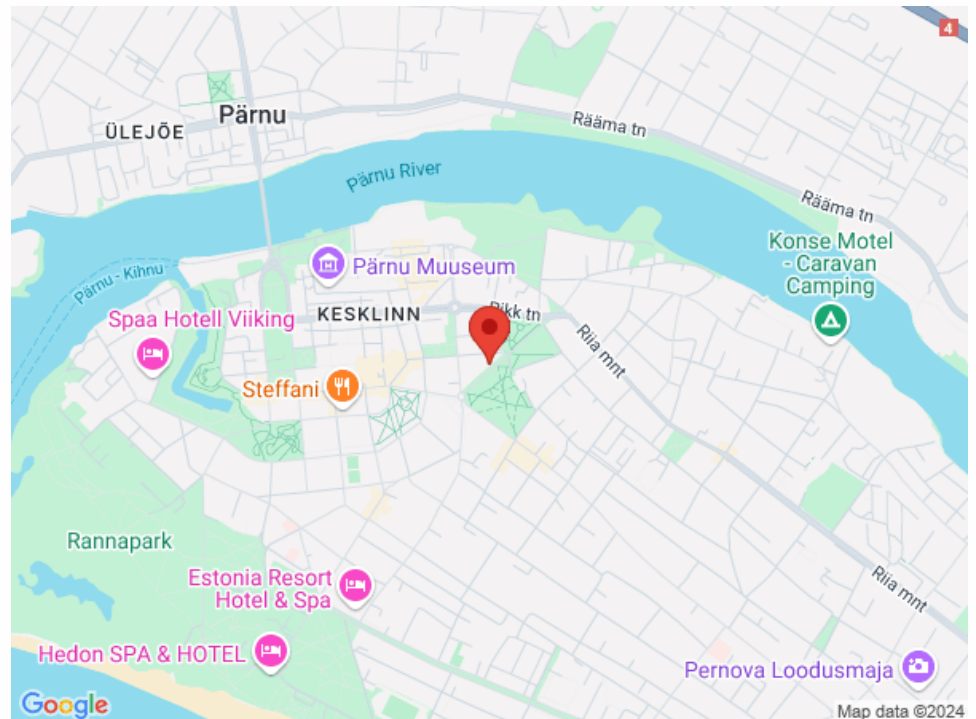 4
Pärnu
ÜLEJÕE
Rääma tn
Pärnu River
Rääma tn
Konse Motel
- Caravan
Camping
Pärnu - Kihnu
Pärnu Muuseum
Spaa Hotell Viiking
KESKLINN
Pikk tn
Riia mnt
Steffani
Rannapark
Estonia Resort
Hotel & Spa
Riia mnt
Hedon SPA & HOTEL
Pernova Loodusmaja
Google
Map data ©2024